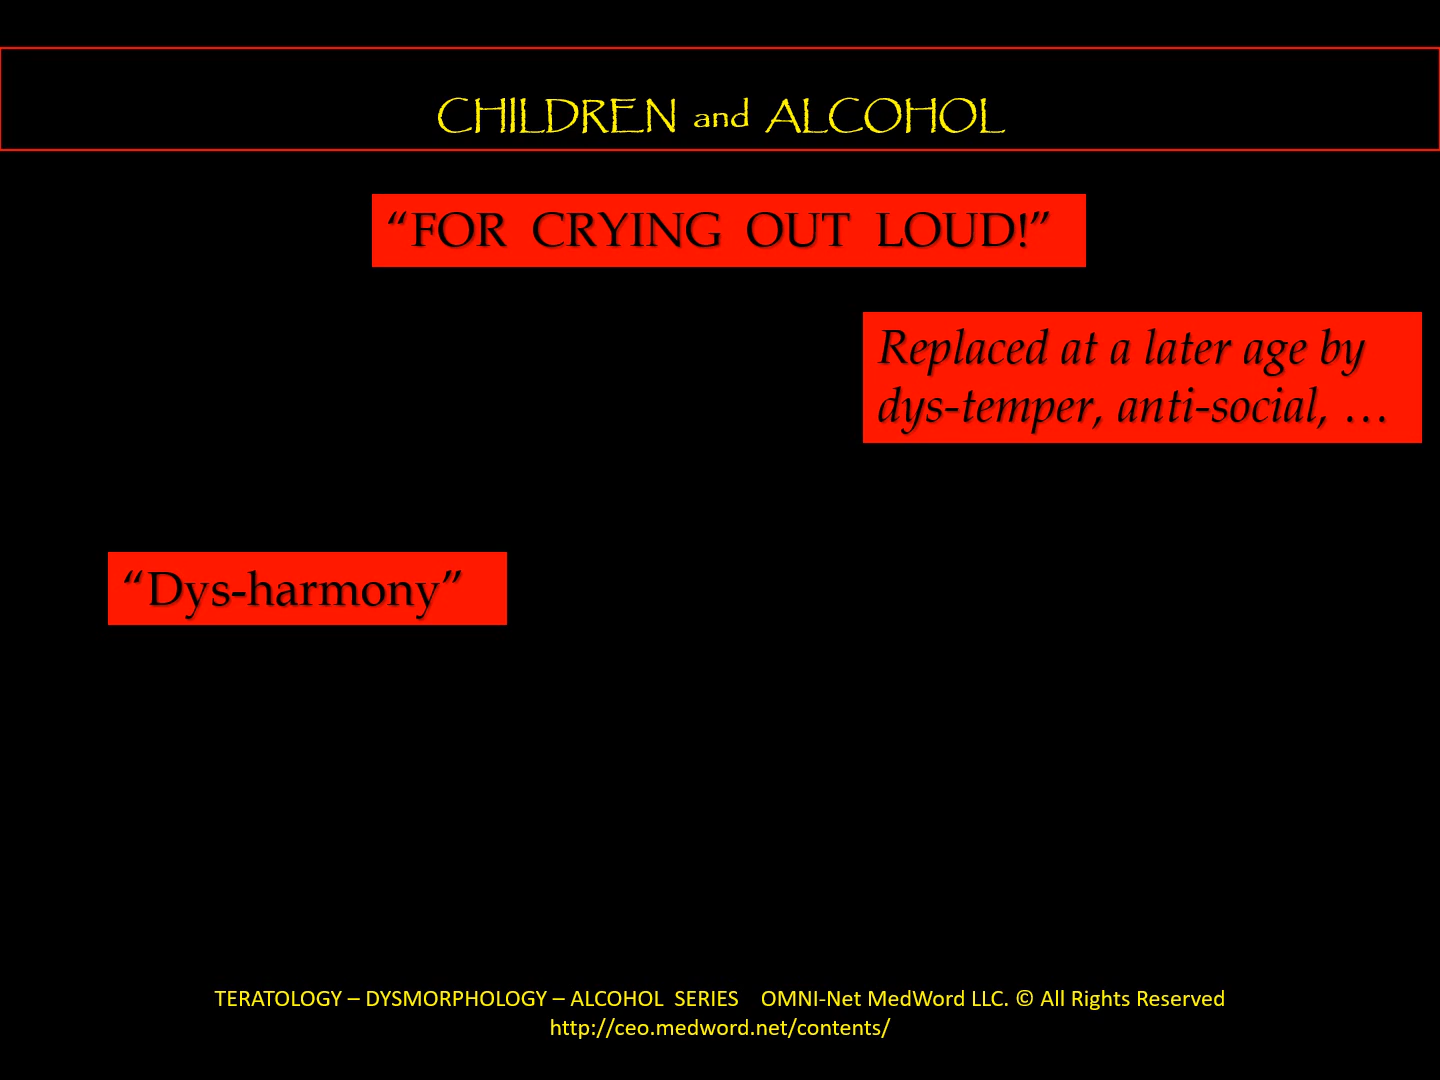 CHILDREN and ALCOHOL
“FOR CRYING OUT LOUD!”
Replaced at a later age by
dys-temper, anti-social, …
“Dys-harmony”
TERATOLOGY – DYSMORPHOLOGY – ALCOHOL SERIES OMNI-Net MedWord LLC. © All Rights Reserved
http://ceo.medword.net/contents/